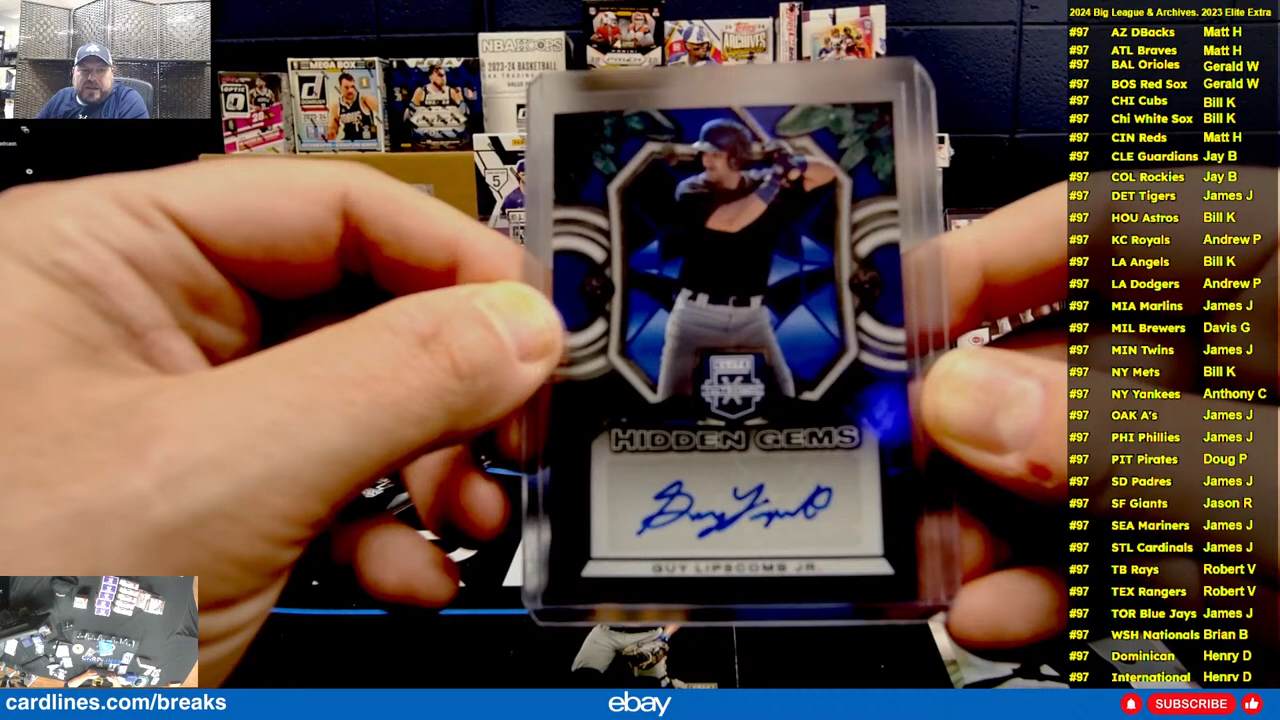 2024 Big League & Archives. 2023 Elite Extra
#97 AZ DBacks Matt H
#97 ATL Braves Matt H
#97 BAL Orioles Gerald W
#97 BOS Red Sox Gerald W
#97 CHI Cubs Bill K
#97 Chi White Sox Bill K
#97 CIN Reds Matt H
#97 CLE Guardians Jay B
#97 COL Rockies Jay B
#97 DET Tigers James J
#97 HOU Astros Bill K
#97 KC Royals Andrew P
#97 LA Angels Bill K
#97 LA Dodgers Andrew P
#97 MIA Marlins James J
#97 MIL Brewers Davis G
#97 MIN Twins James J
#97 NY Mets Bill K
#97 NY Yankees Anthony C
#97 OAK A's James J
#97 PHI Phillies James J
#97 PIT Pirates Doug P
#97 SD Padres James J
#97 SF Giants Jason R
#97 SEA Mariners James J
#97 STL Cardinals James J
#97 TB Rays Robert V
#97 TEX Rangers Robert V
#97 TOR Blue Jays James J
#97 WSH Nationals Brian B
#97 Dominican Henry D
#97 International Henry D
NBA HOOPS
2023-24 BASKETBALL
MEGA BOX
OPTIC
ARCHIVES
HIDDEN GEMS
GUY LIPSCOMB JR.
cardlines.com/breaks
ebay
SUBSCRIBE